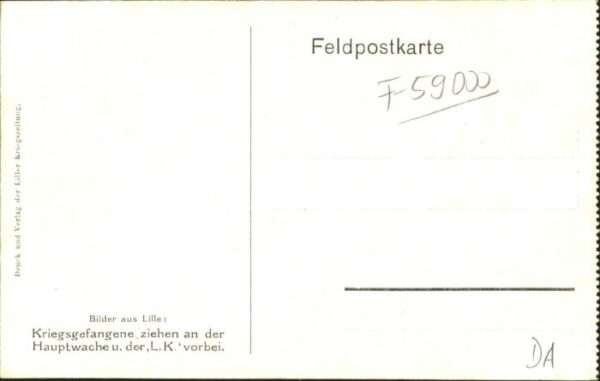 Feldpostkarte
F-59000
Druck und Verlag der Liller Kriegszeitung.
Bilder aus Lille:
Kriegsgefangene ziehen an der
Hauptwache u. der „L. K.‟ vorbei.
DA